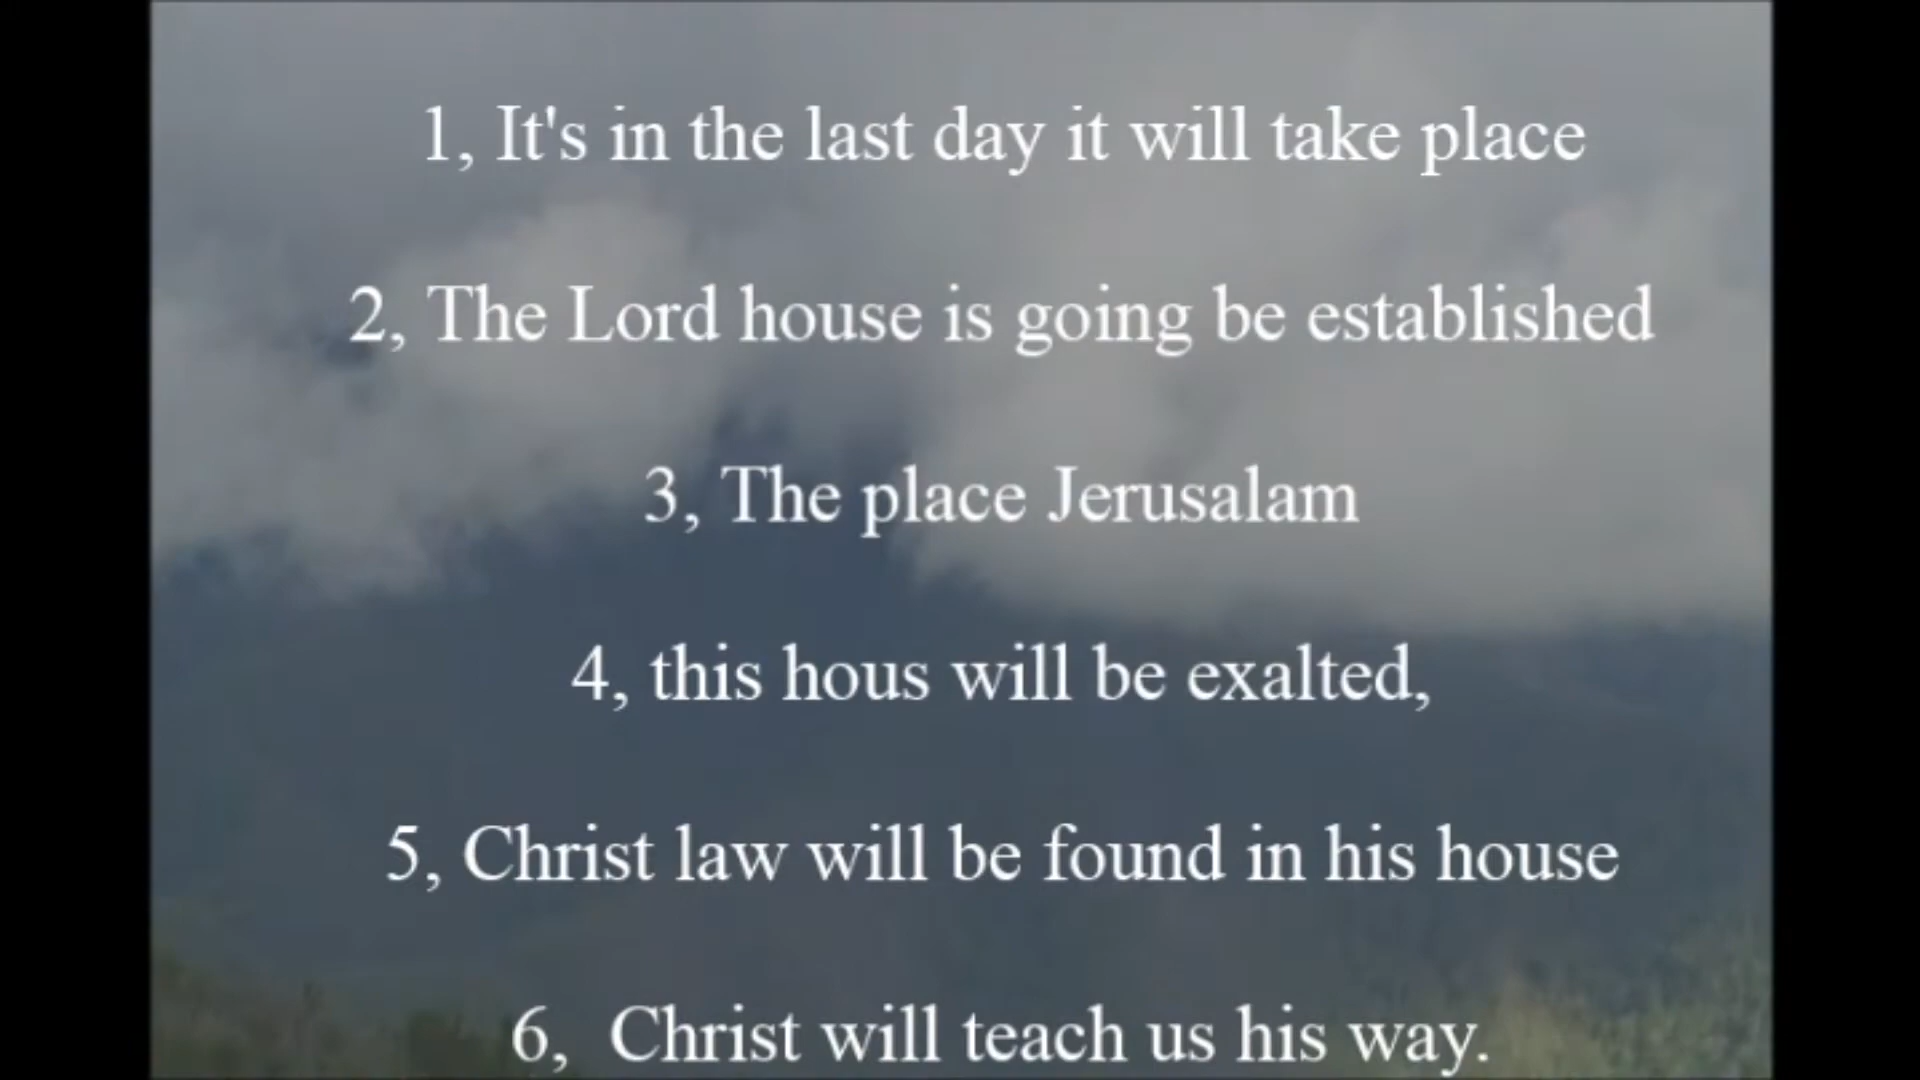 1, It's in the last day it will take place
2, The Lord house is going be established
3, The place Jerusalam
4, this hous will be exalted,
5, Christ law will be found in his house
6,  Christ will teach us his way.